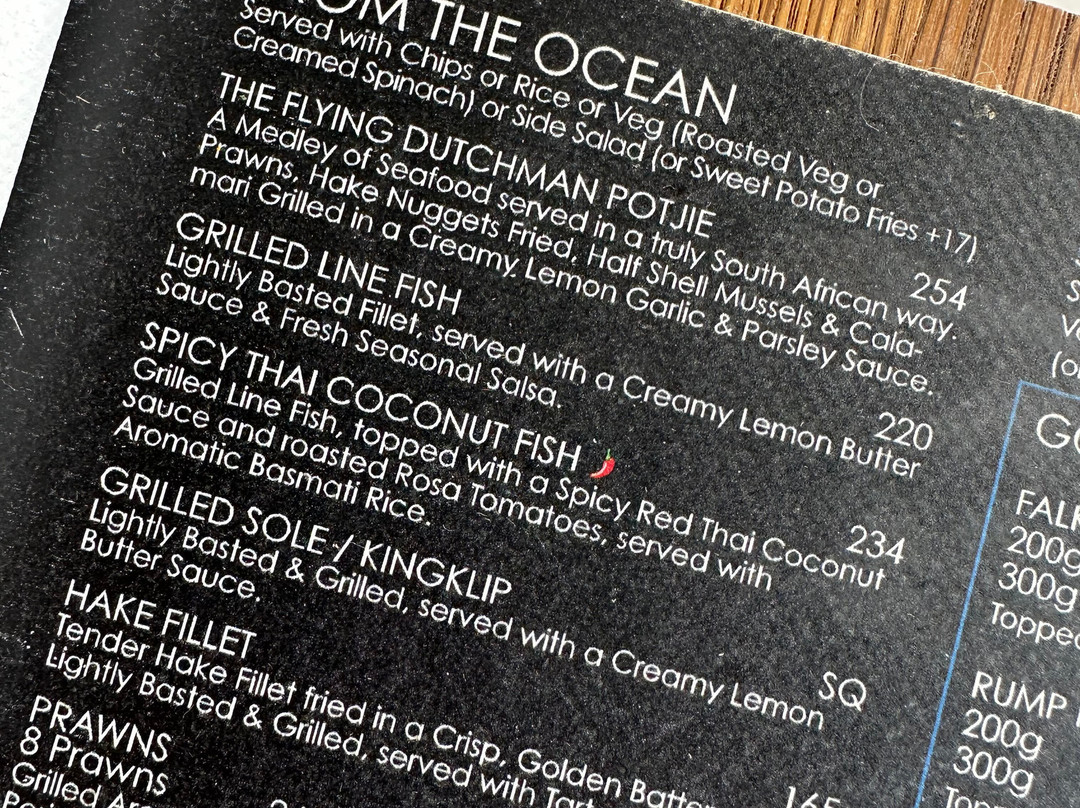 THE OCEAN
Served with Chips or Rice or Veg (Roasted Veg or
Creamed Spinach) or Side Salad (or Sweet Potato Fries +17)
THE FLYING DUTCHMAN POTJIE 254
A Medley of Seafood served in a truly South African way.
Prawns, Hake Nuggets Fried, Half Shell Mussels & Cala-
mari Grilled in a Creamy Lemon Garlic & Parsley Sauce.
GRILLED LINE FISH 220
Lightly Basted Fillet, served with a Creamy Lemon Butter
Sauce & Fresh Seasonal Salsa.
SPICY THAI COCONUT FISH 234
Grilled Line Fish, topped with a Spicy Red Thai Coconut
Sauce and roasted Rosa Tomatoes, served with
Aromatic Basmati Rice.
GRILLED SOLE / KINGKLIP SQ
Lightly Basted & Grilled, served with a Creamy Lemon
Butter Sauce.
HAKE FILLET 165
Tender Hake Fillet fried in a Crisp, Golden Batter
Lightly Basted & Grilled, served with Tart
PRAWNS
8 Prawns
Grilled
200g
300g
Topped
RUMP
200g
300g